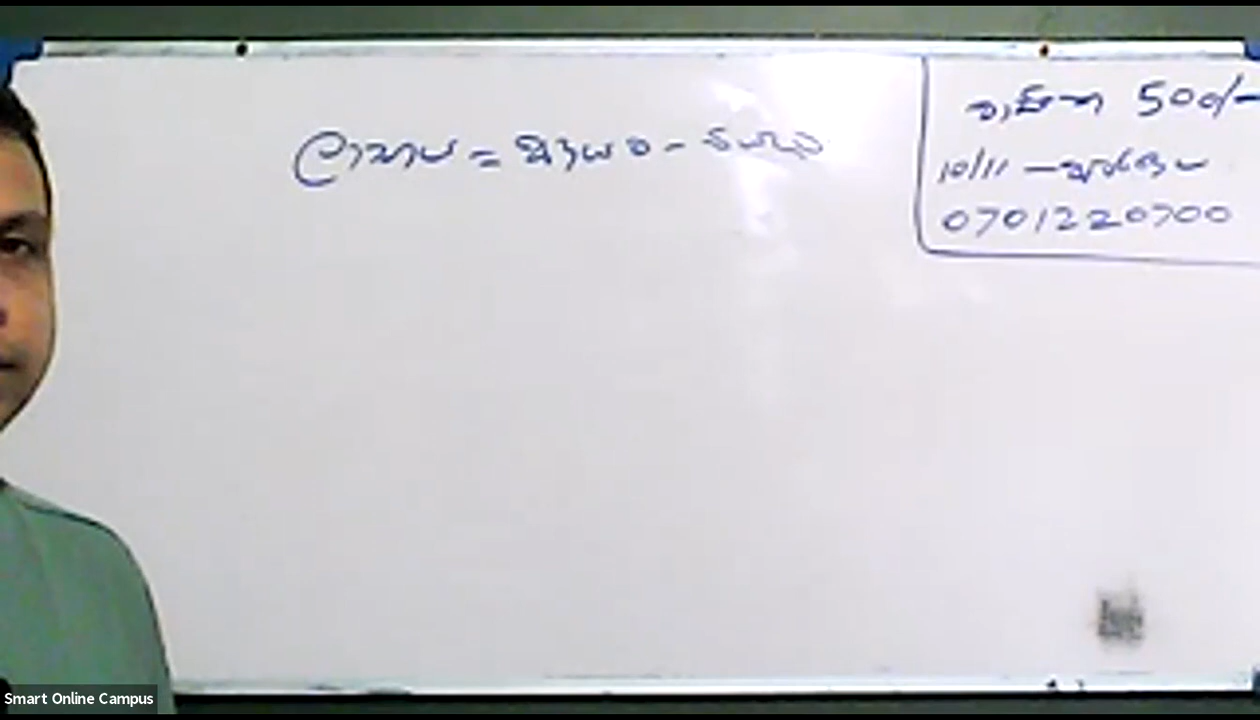 ලාභය = ආදායම - වියදම
500/-
10/11 -
0701220700
Smart Online Campus